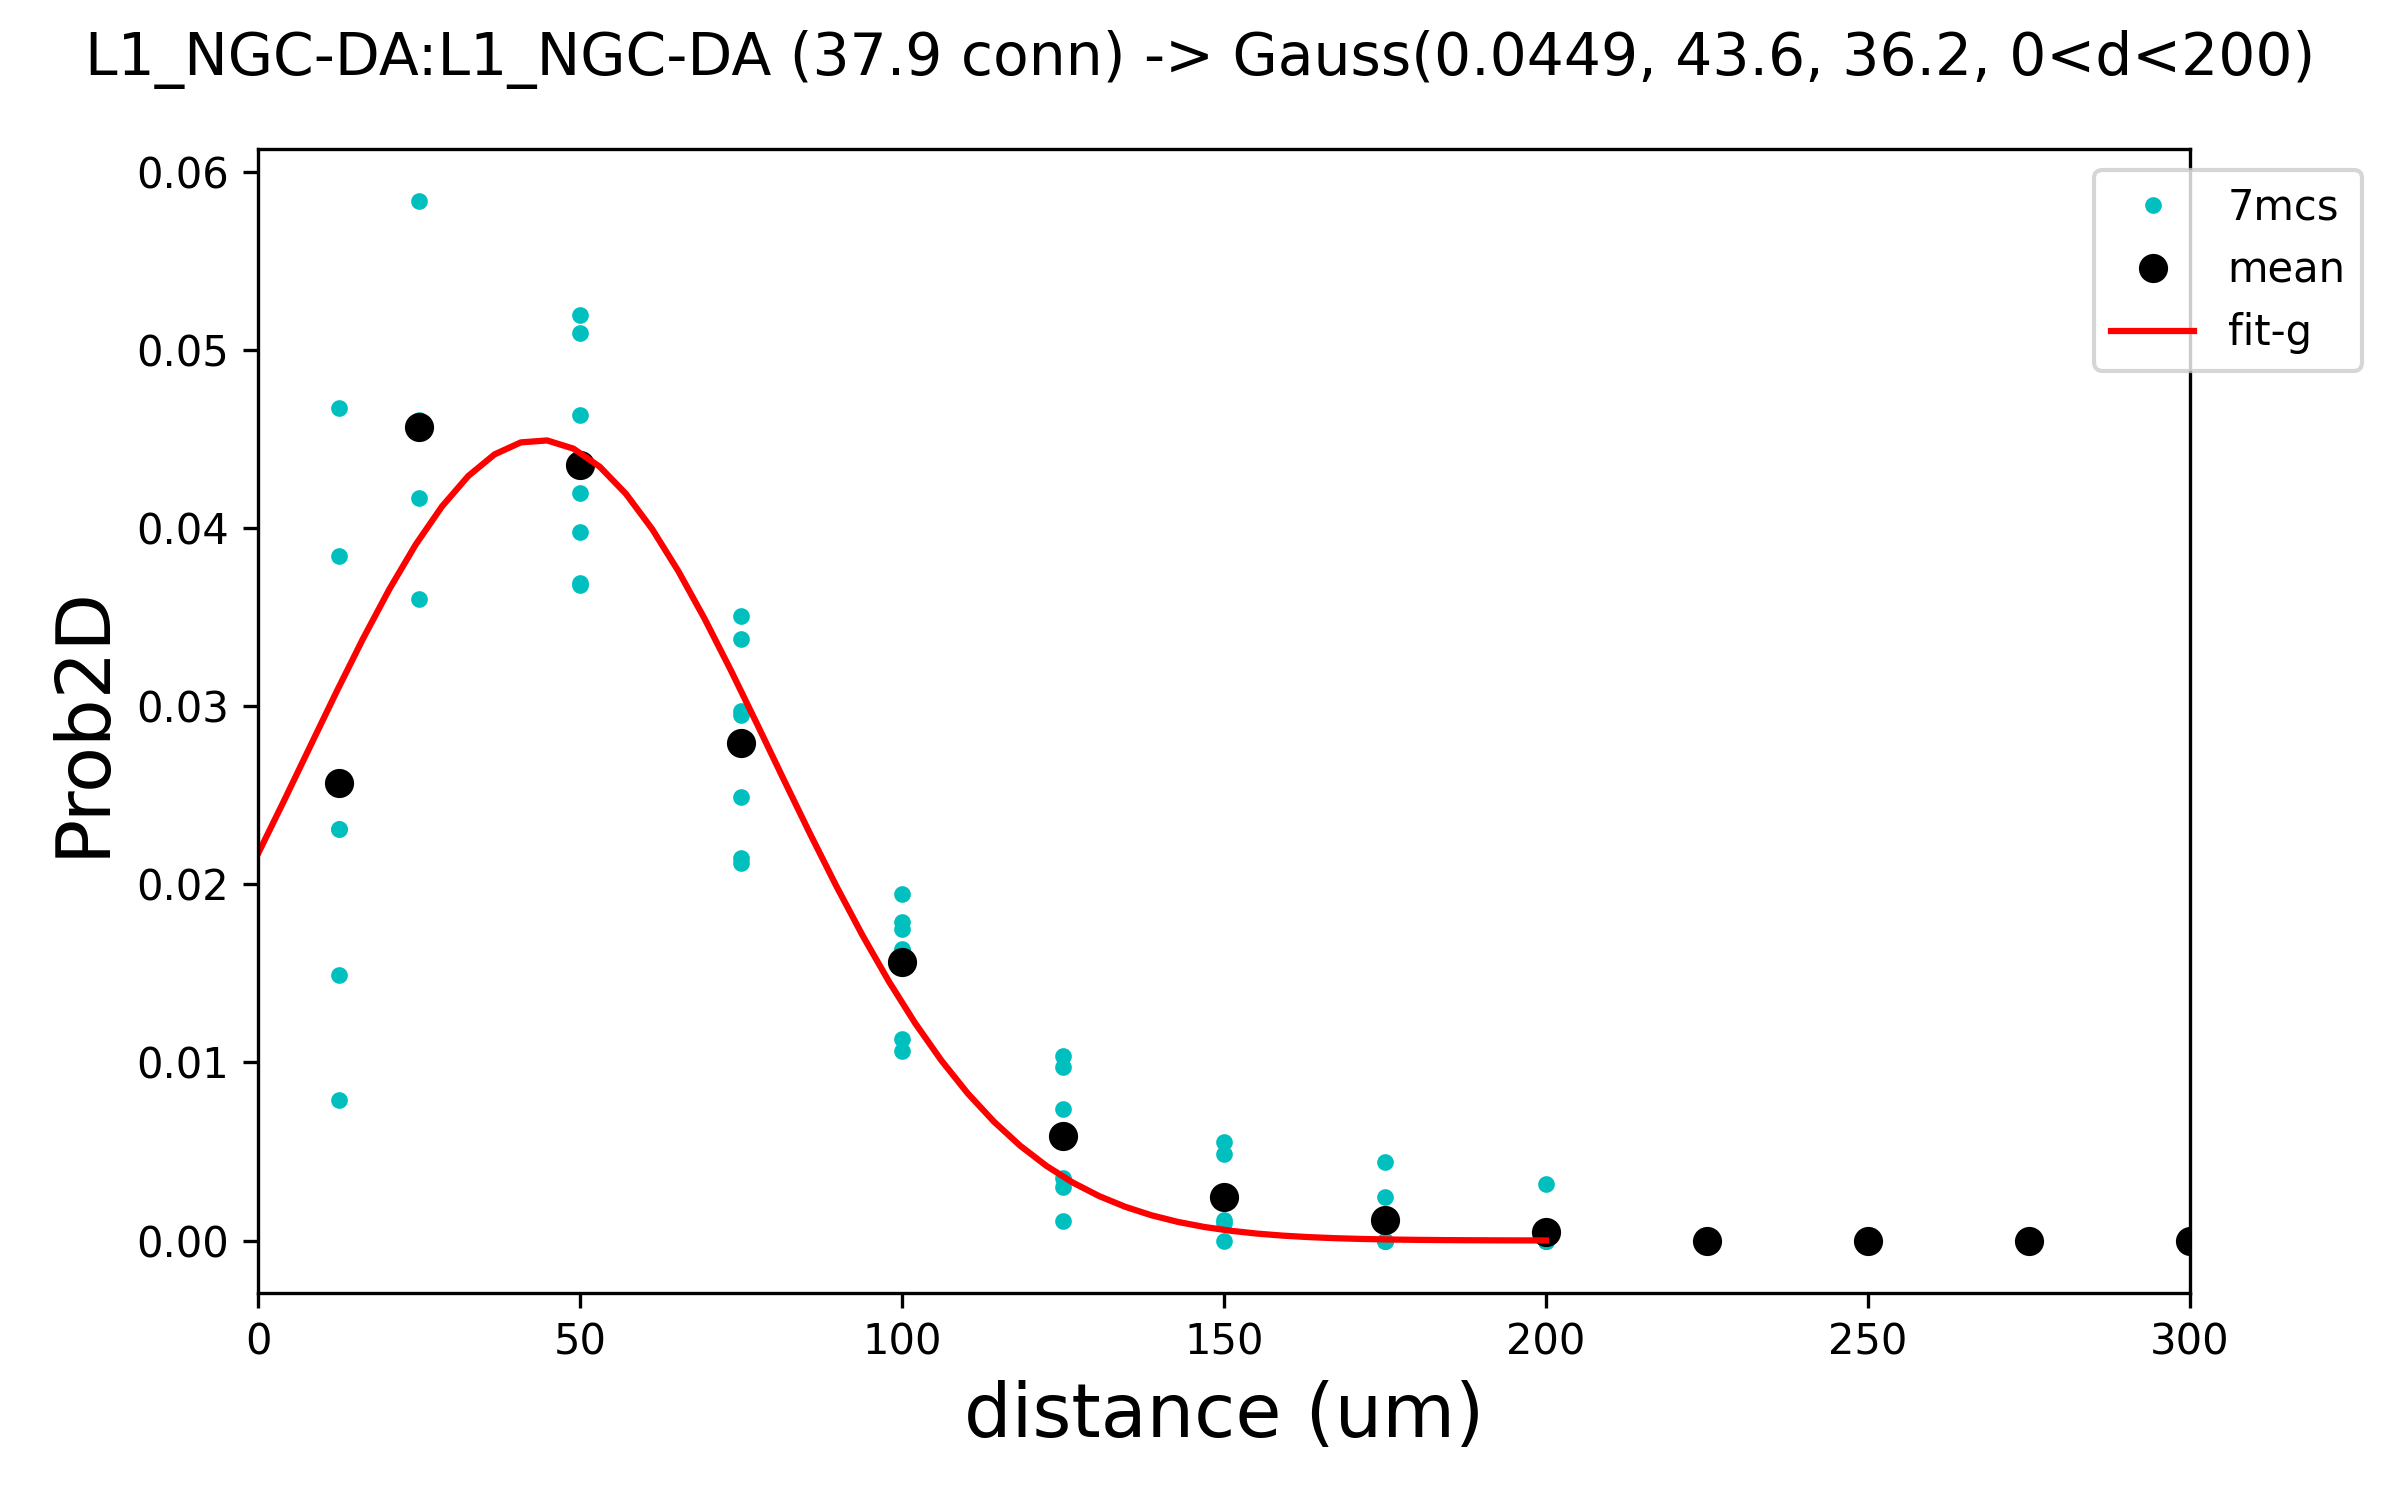 L1_NGC-DA:L1_NGC-DA (37.9 conn) -> Gauss(0.0449, 43.6, 36.2, 0<d<200)
7mcs
mean
fit-g
Prob2D
0.06
0.05
0.04
0.03
0.02
0.01
0.00
0 50 100 150 200 250 300
distance (um)